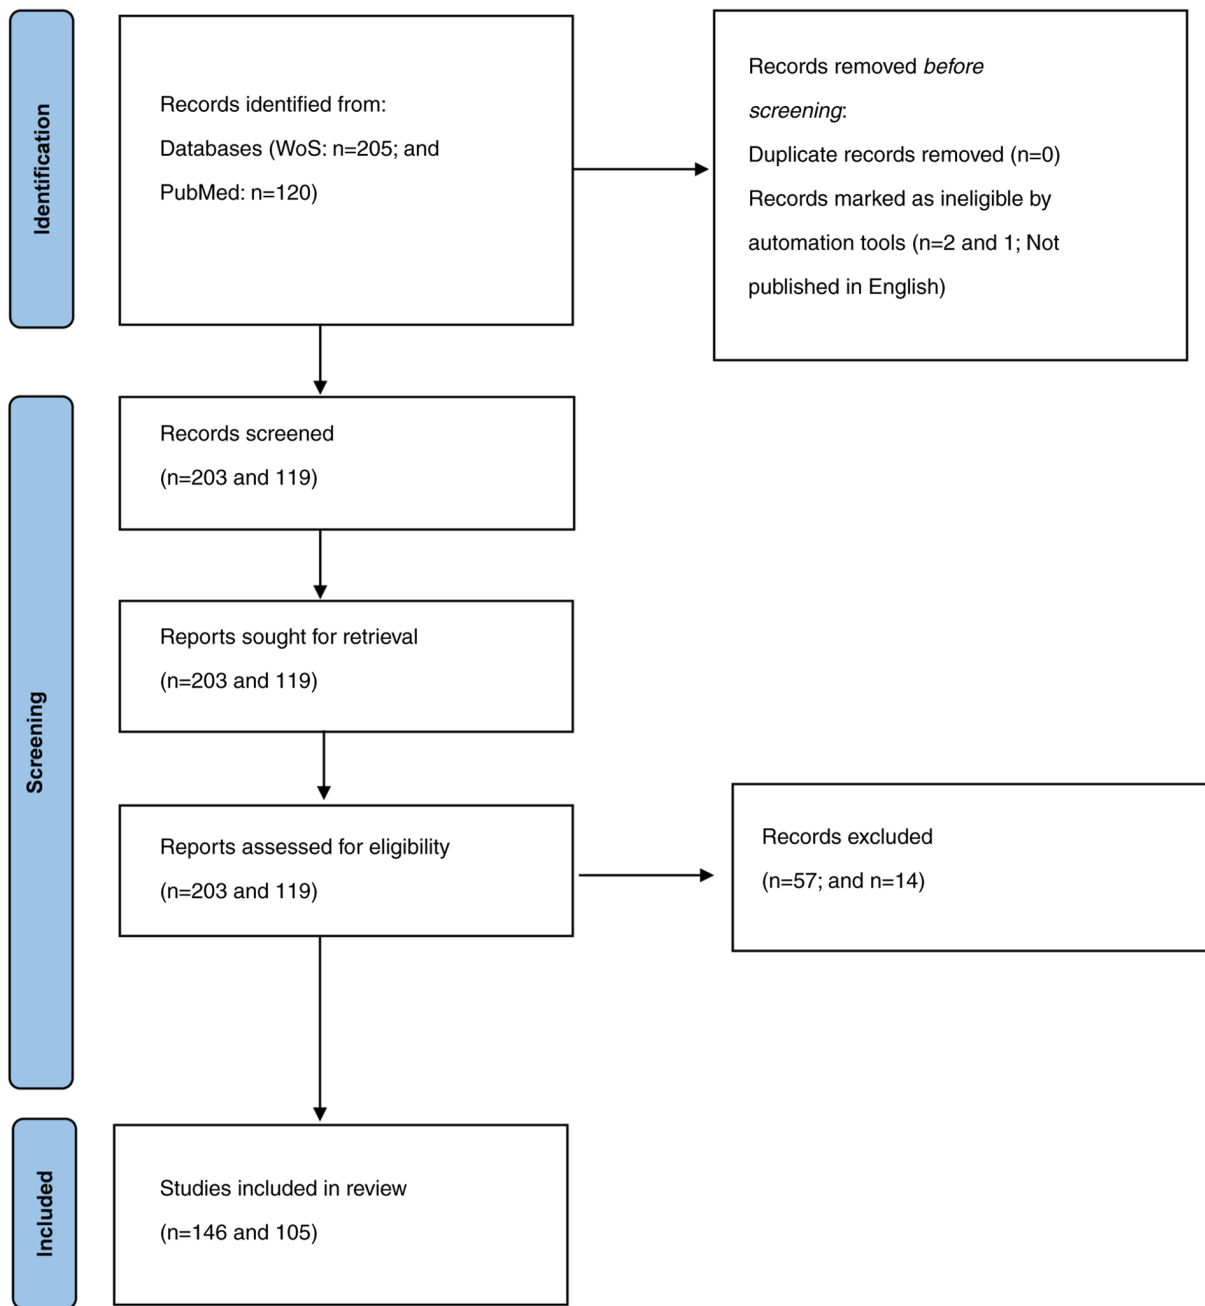 Identification
Records identified from:
Databases (WoS: n=205; and
PubMed: n=120)
Records removed before
screening:
Duplicate records removed (n=0)
Records marked as ineligible by
automation tools (n=2 and 1; Not
published in English)
Screening
Records screened
(n=203 and 119)
Reports sought for retrieval
(n=203 and 119)
Reports assessed for eligibility
(n=203 and 119)
Records excluded
(n=57; and n=14)
Included
Studies included in review
(n=146 and 105)